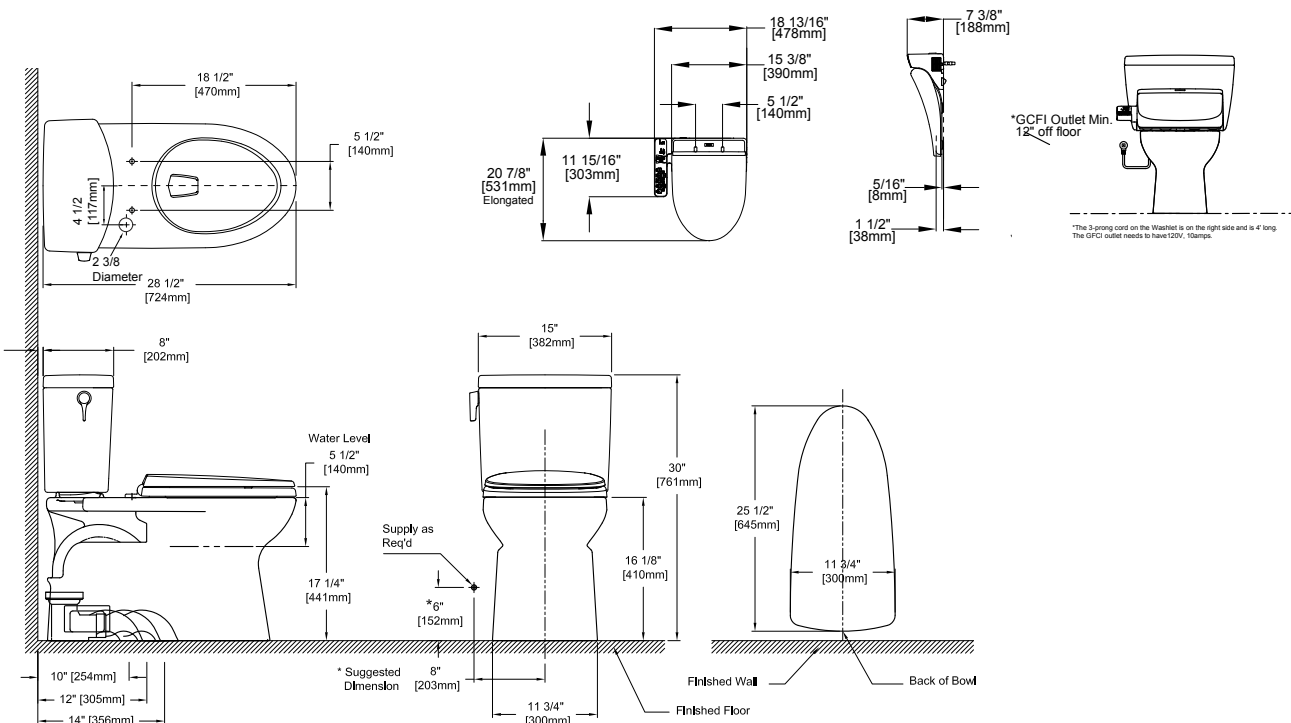 18 1/2"
[470mm]
5 1/2"
[140mm]
4 1/2
[117mm]
2 3/8
Diameter
28 1/2"
[724mm]
18 13/16"
[478mm]
15 3/8"
[390mm]
5 1/2"
[140mm]
11 15/16"
[303mm]
20 7/8"
[531mm]
Elongated
7 3/8"
[188mm]
5/16"
[8mm]
1 1/2"
[38mm]
*GCFI Outlet Min.
12" off floor
*The 3-prong cord on the Washlet is on the right side and is 4' long.
The GFCI outlet needs to have120V, 10amps.
8"
[202mm]
Water Level
5 1/2"
[140mm]
17 1/4"
[441mm]
10" [254mm]
12" [305mm]
14" [356mm]
15"
[382mm]
30"
[761mm]
16 1/8"
[410mm]
Supply as
Req'd
*6"
[152mm]
* Suggested
Dimension
8"
[203mm]
11 3/4"
[300mm]
Finished Floor
25 1/2"
[645mm]
11 3/4"
[300mm]
Finished Wall
Back of Bowl